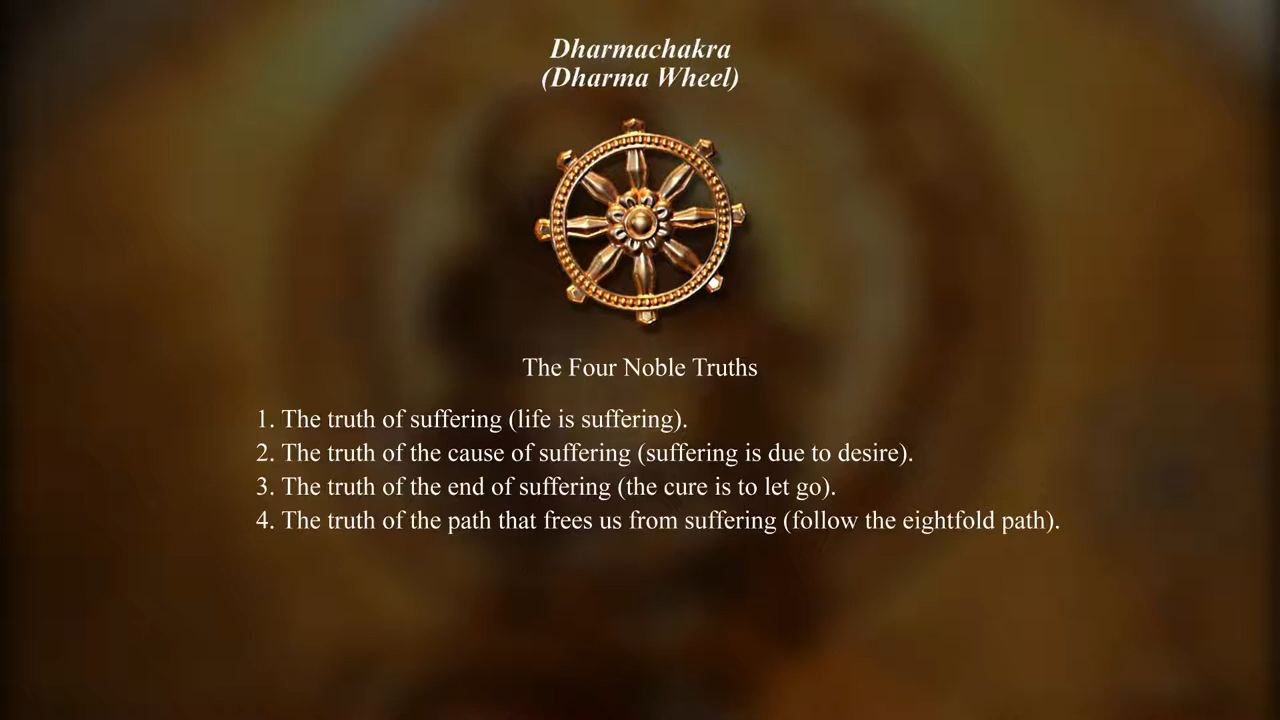 Dharmachakra
(Dharma Wheel)
The Four Noble Truths
1. The truth of suffering (life is suffering).
2. The truth of the cause of suffering (suffering is due to desire).
3. The truth of the end of suffering (the cure is to let go).
4. The truth of the path that frees us from suffering (follow the eightfold path).